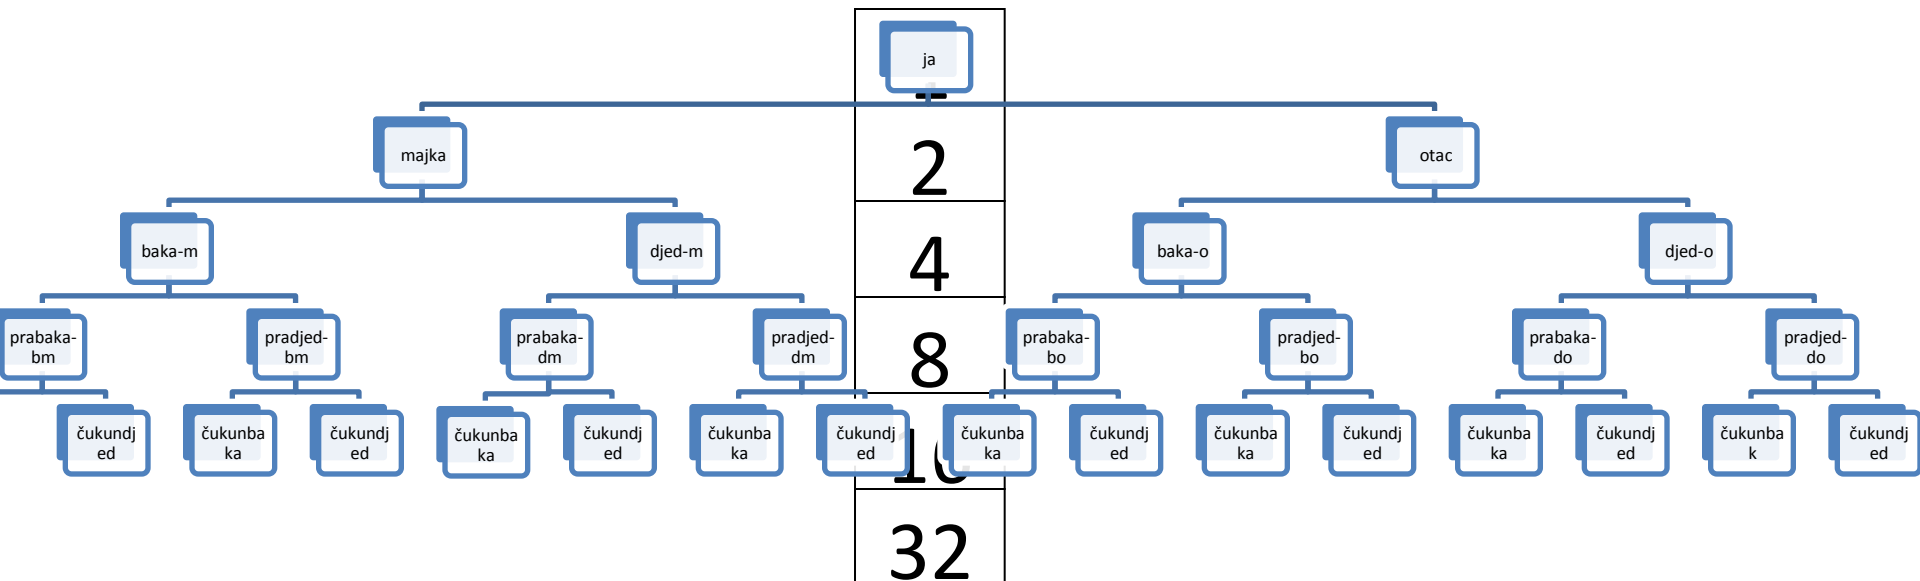 ja
majka
2
otac
baka-m
djed-m
4
baka-o
djed-o
prabaka-
bm
pradjed-
bm
prabaka-
dm
pradjed-
dm
8
prabaka-
bo
pradjed-
bo
prabaka-
do
pradjed-
do
čukundj
ed
čukunba
ka
čukundj
ed
čukunba
ka
čukundj
ed
čukunba
ka
čukundj
ed
16
čukunba
ka
čukundj
ed
čukunba
ka
čukundj
ed
čukunba
ka
čukundj
ed
čukunba
k
čukundj
ed
32